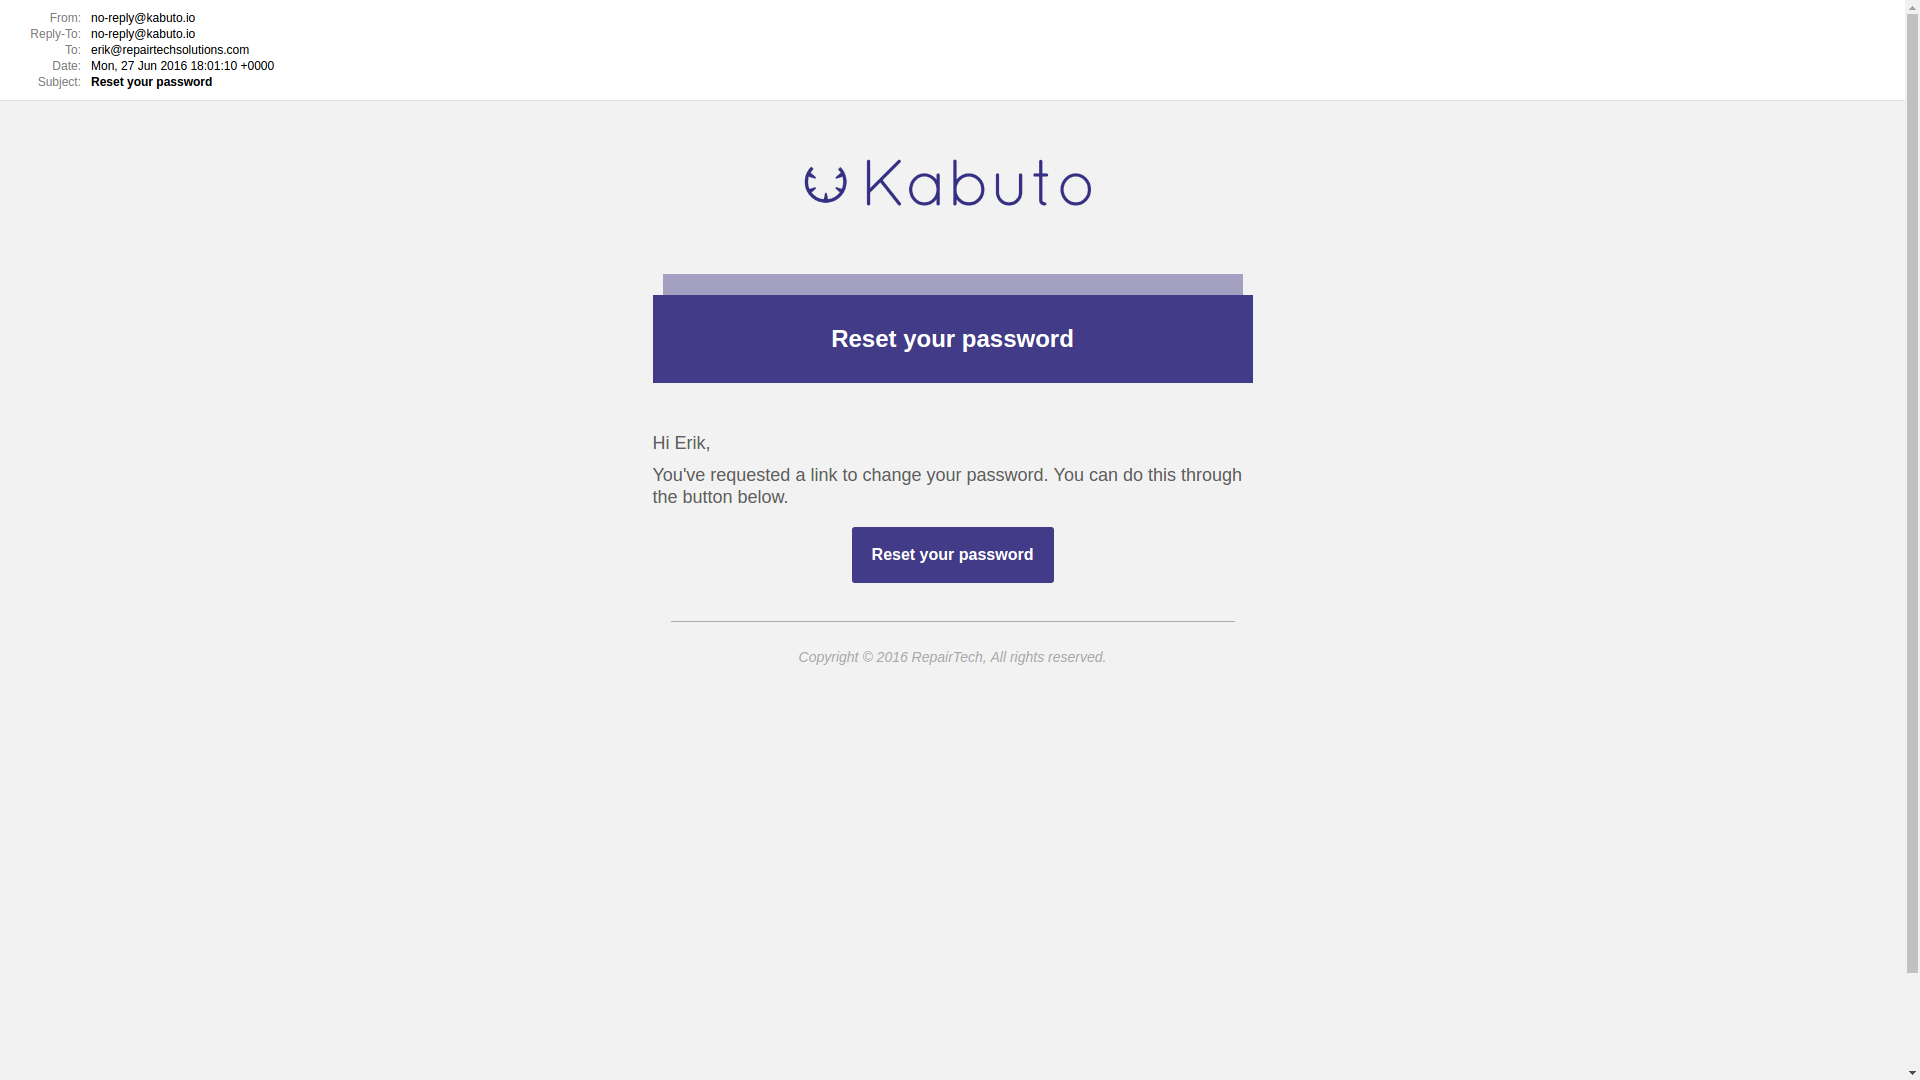 From: no-reply@kabuto.io
Reply-To: no-reply@kabuto.io
To: erik@repairtechsolutions.com
Date: Mon, 27 Jun 2016 18:01:10 +0000
Subject: Reset your password
Kabuto
Reset your password
Hi Erik,
You've requested a link to change your password. You can do this through
the button below.
Reset your password
Copyright © 2016 RepairTech, All rights reserved.